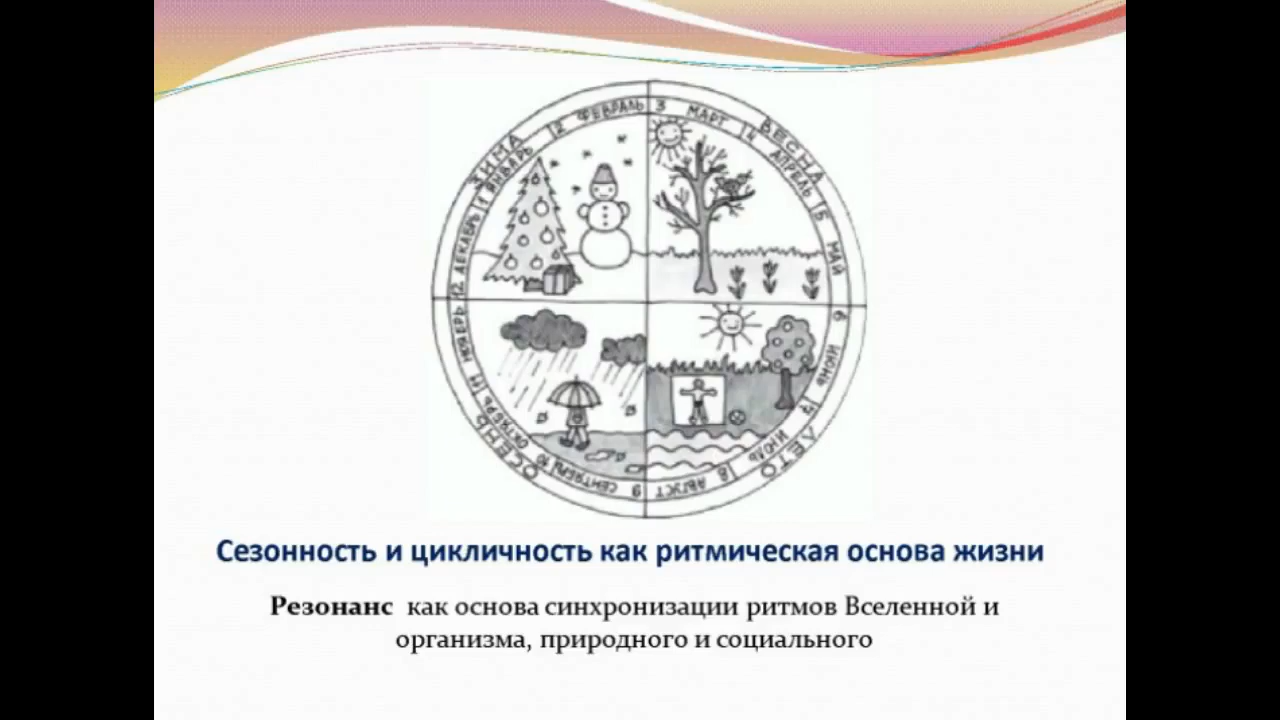 ЗИМА
ВЕСНА
ЛЕТО
ОСЕНЬ
1 ЯНВАРЬ
2 ФЕВРАЛЬ
3 МАРТ
4 АПРЕЛЬ
5 МАЙ
6 ИЮНЬ
7 ИЮЛЬ
8 АВГУСТ
9 СЕНТЯБРЬ
10 ОКТЯБРЬ
11 НОЯБРЬ
12 ДЕКАБРЬ
Сезонность и цикличность как ритмическая основа жизни
Резонанс как основа синхронизации ритмов Вселенной и
организма, природного и социального